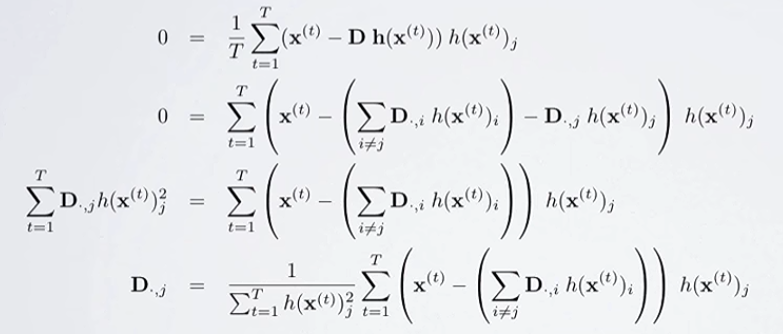 0 = \frac{1}{T} \sum_{t=1}^{T} (\mathbf{x}^{(t)} - \mathbf{D}\ \mathbf{h}(\mathbf{x}^{(t)}))\ h(\mathbf{x}^{(t)})_j
0 = \sum_{t=1}^{T} \left( \mathbf{x}^{(t)} - \left( \sum_{i \neq j} \mathbf{D}_{\cdot,i}\ h(\mathbf{x}^{(t)})_i \right) - \mathbf{D}_{\cdot,j}\ h(\mathbf{x}^{(t)})_j \right) h(\mathbf{x}^{(t)})_j
\sum_{t=1}^{T} \mathbf{D}_{\cdot,j} h(\mathbf{x}^{(t)})_j^2 = \sum_{t=1}^{T} \left( \mathbf{x}^{(t)} - \left( \sum_{i \neq j} \mathbf{D}_{\cdot,i}\ h(\mathbf{x}^{(t)})_i \right) \right) h(\mathbf{x}^{(t)})_j
\mathbf{D}_{\cdot,j} = \frac{1}{\sum_{t=1}^{T} h(\mathbf{x}^{(t)})_j^2} \sum_{t=1}^{T} \left( \mathbf{x}^{(t)} - \left( \sum_{i \neq j} \mathbf{D}_{\cdot,i}\ h(\mathbf{x}^{(t)})_i \right) \right) h(\mathbf{x}^{(t)})_j